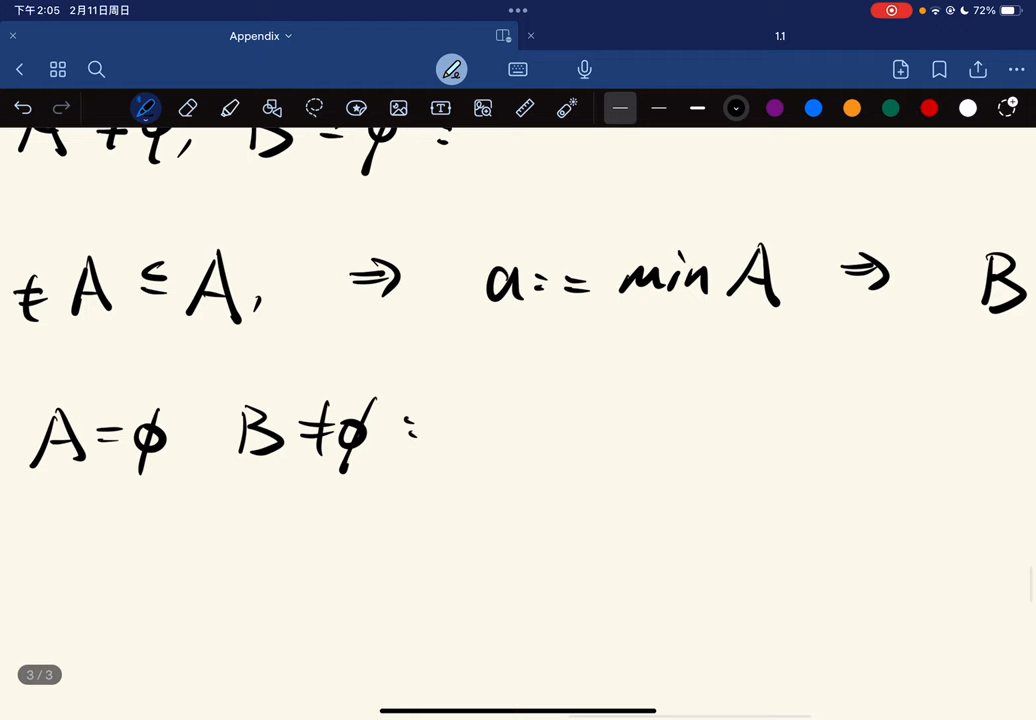 下午 2:05 2月11日周日
72%
Appendix
1.1
A ≠ ϕ, B = ϕ :
≠ A ≤ A, ⇒ a := min A ⇒ B
A = ϕ B ≠ ϕ :
3 / 3